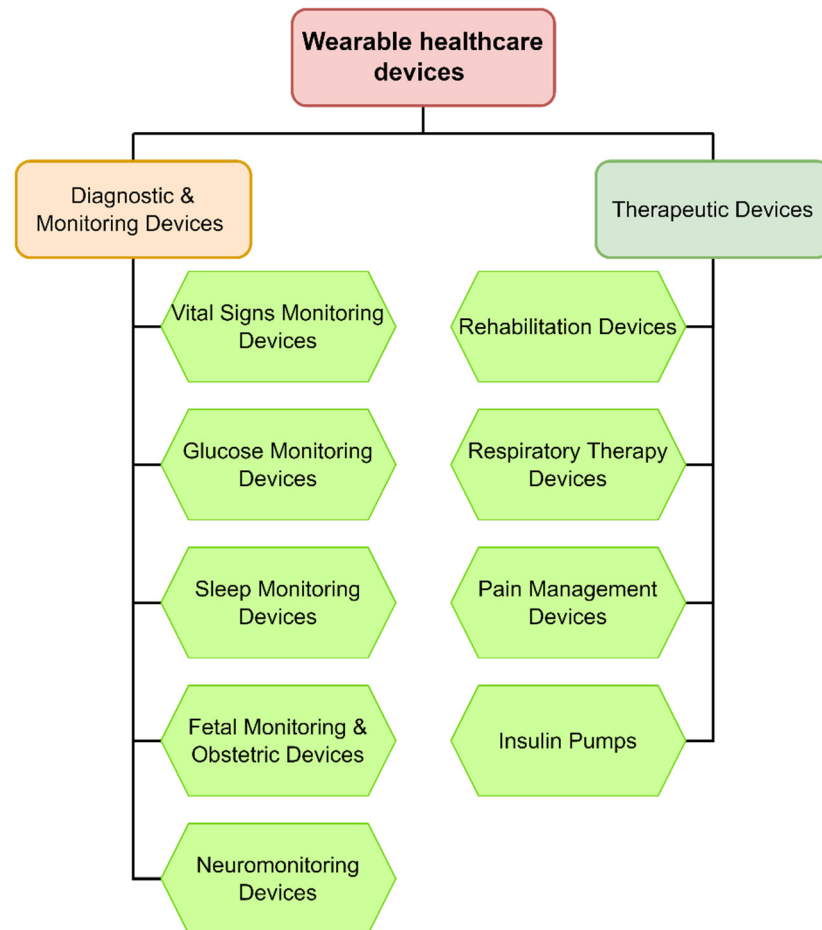 Wearable healthcare
devices
Diagnostic &
Monitoring Devices
Therapeutic Devices
Vital Signs Monitoring
Devices
Rehabilitation Devices
Glucose Monitoring
Devices
Respiratory Therapy
Devices
Sleep Monitoring
Devices
Pain Management
Devices
Fetal Monitoring &
Obstetric Devices
Insulin Pumps
Neuromonitoring
Devices